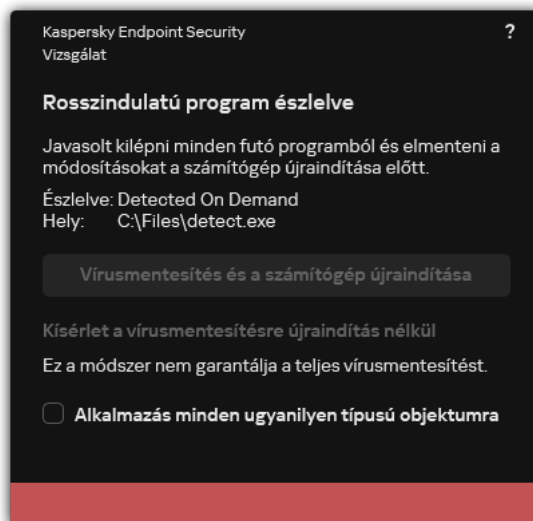 Kaspersky Endpoint Security
?
Vizsgálat
Rosszindulatú program észlelve
Javasolt kilépni minden futó programból és elmenteni a
módosításokat a számítógép újraindítása előtt.
Észlelve: Detected On Demand
Hely: C:\Files\detect.exe
Vírusmentesítés és a számítógép újraindítása
Kísérlet a vírusmentesítésre újraindítás nélkül
Ez a módszer nem garantálja a teljes vírusmentesítést.
Alkalmazás minden ugyanilyen típusú objektumra